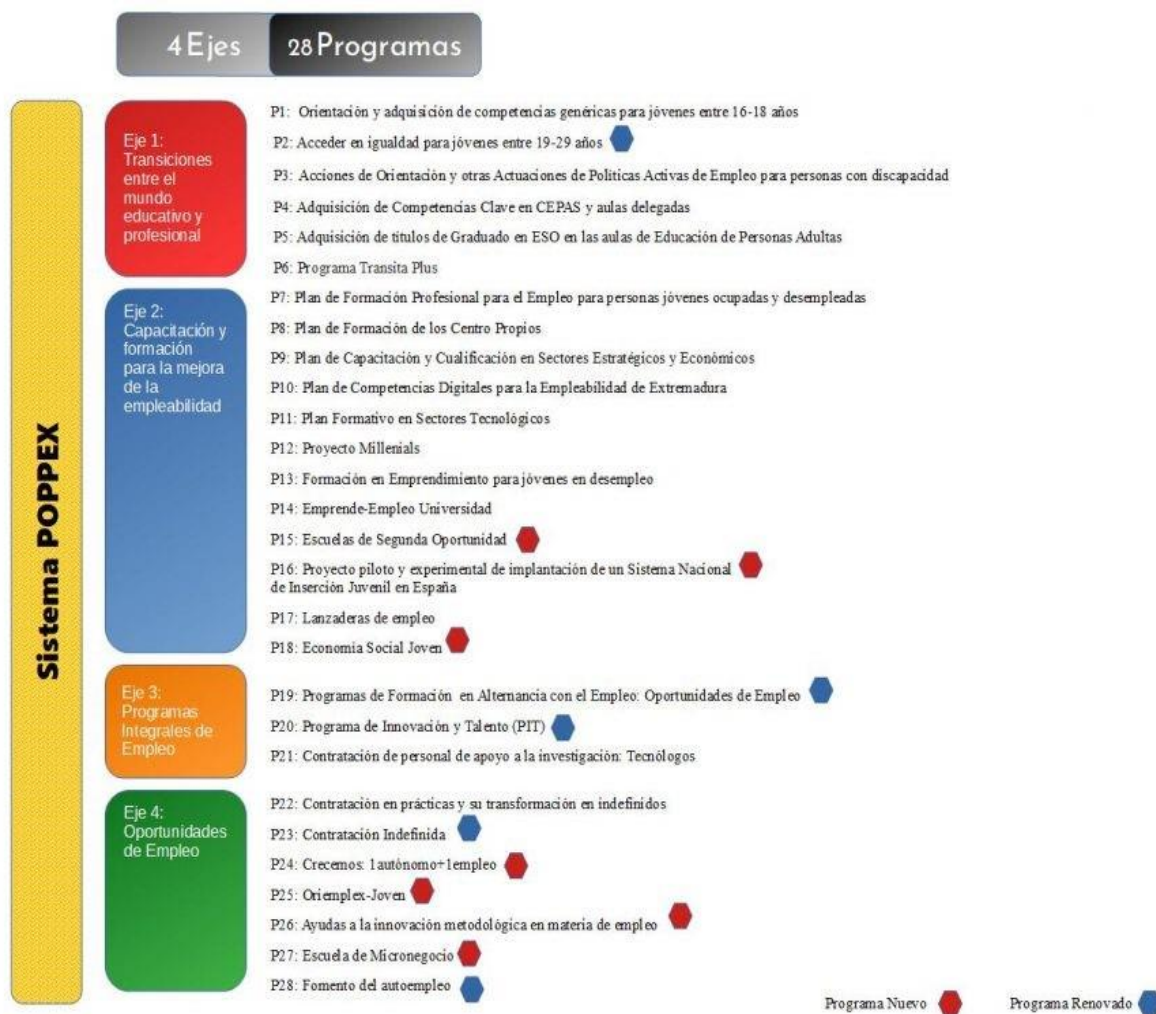 4 Ejes 28 Programas
Sistema POPPEX
Eje 1:
Transiciones
entre el
mundo
educativo y
profesional
P1: Orientación y adquisición de competencias genéricas para jóvenes entre 16-18 años
P2: Acceder en igualdad para jóvenes entre 19-29 años
P3: Acciones de Orientación y otras Actuaciones de Políticas Activas de Empleo para personas con discapacidad
P4: Adquisición de Competencias Clave en CEPAS y aulas delegadas
P5: Adquisición de títulos de Graduado en ESO en las aulas de Educación de Personas Adultas
P6: Programa Transita Plus
Eje 2:
Capacitación y
formación
para la mejora
de la
empleabilidad
P7: Plan de Formación Profesional para el Empleo para personas jóvenes ocupadas y desempleadas
P8: Plan de Formación de los Centro Propios
P9: Plan de Capacitación y Cualificación en Sectores Estratégicos y Económicos
P10: Plan de Competencias Digitales para la Empleabilidad de Extremadura
P11: Plan Formativo en Sectores Tecnológicos
P12: Proyecto Millenials
P13: Formación en Emprendimiento para jóvenes en desempleo
P14: Emprende-Empleo Universidad
P15: Escuelas de Segunda Oportunidad
P16: Proyecto piloto y experimental de implantación de un Sistema Nacional
de Inserción Juvenil en España
P17: Lanzaderas de empleo
P18: Economía Social Joven
Eje 3:
Programas
Integrales de
Empleo
P19: Programas de Formación en Alternancia con el Empleo: Oportunidades de Empleo
P20: Programa de Innovación y Talento (PIT)
P21: Contratación de personal de apoyo a la investigación: Tecnólogos
Eje 4:
Oportunidades
de Empleo
P22: Contratación en prácticas y su transformación en indefinidos
P23: Contratación Indefinida
P24: Crecemos: 1autónomo+1empleo
P25: Oriemplex-Joven
P26: Ayudas a la innovación metodológica en materia de empleo
P27: Escuela de Micronegocio
P28: Fomento del autoempleo
Programa Nuevo Programa Renovado